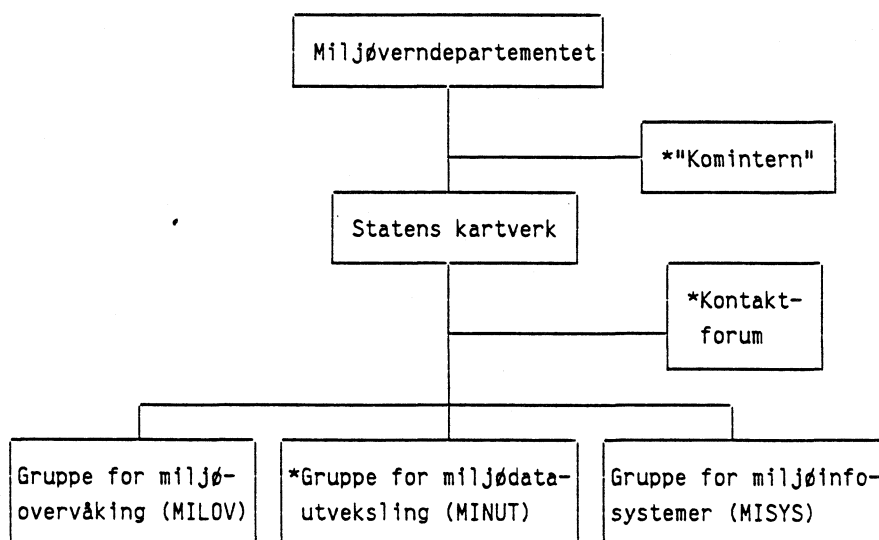 Miljøverndepartementet
*"Komintern"
Statens kartverk
*Kontakt-
forum
Gruppe for miljø-
overvåking (MILOV)
*Gruppe for miljødata-
utveksling (MINUT)
Gruppe for miljøinfo-
systemer (MISYS)